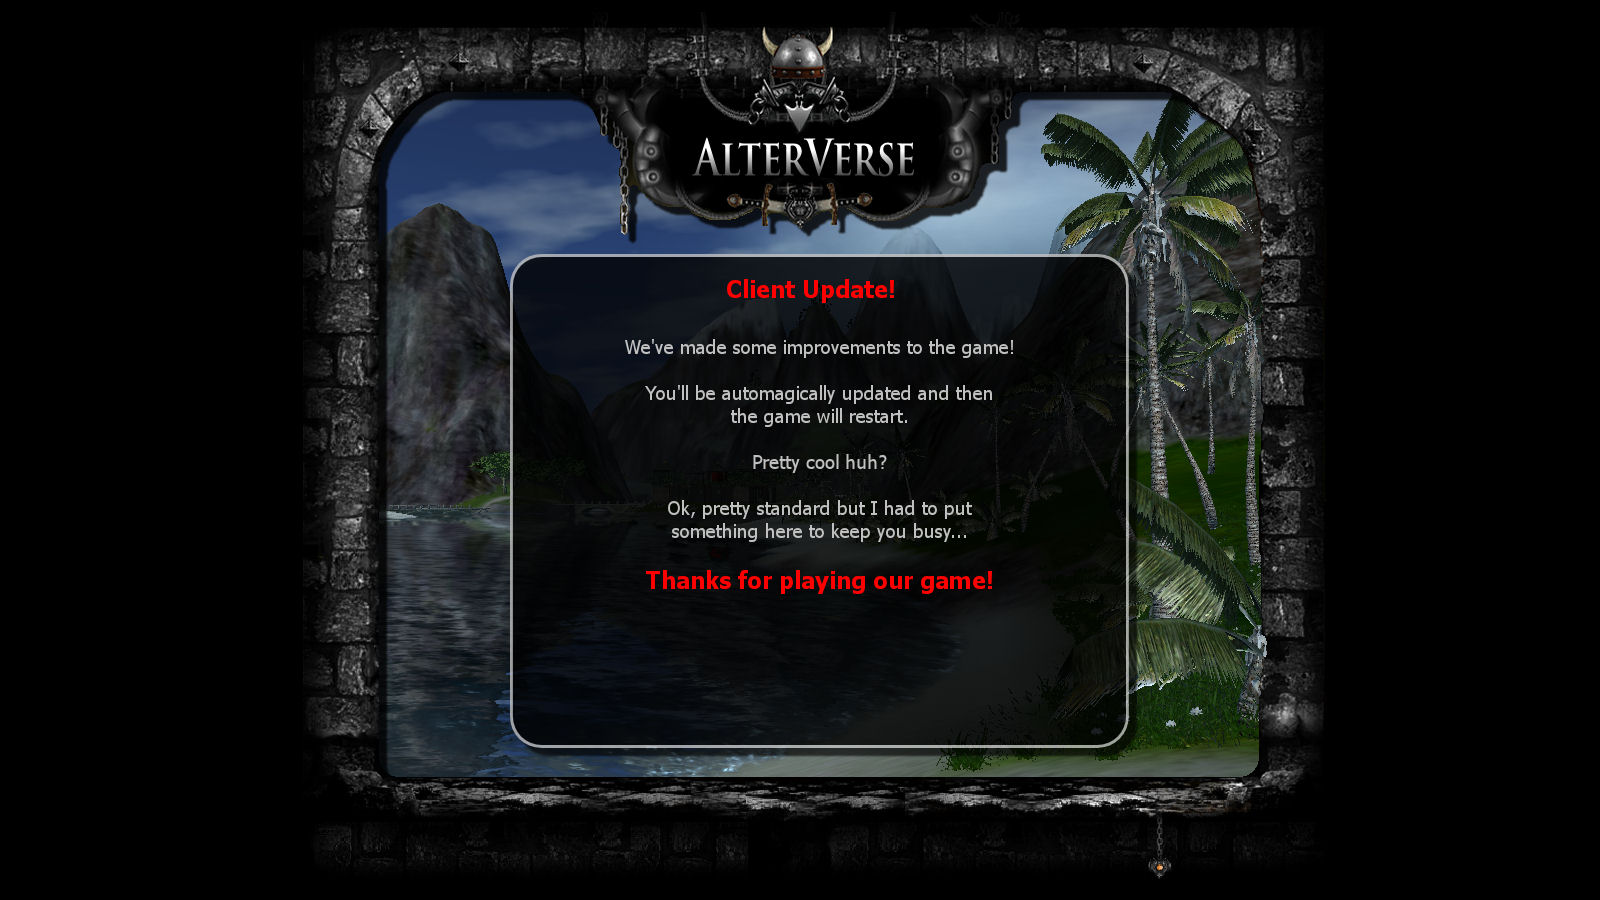 ALTERVERSE
Client Update!
We've made some improvements to the game!
You'll be automagically updated and then
the game will restart.
Pretty cool huh?
Ok, pretty standard but I had to put
something here to keep you busy...
Thanks for playing our game!